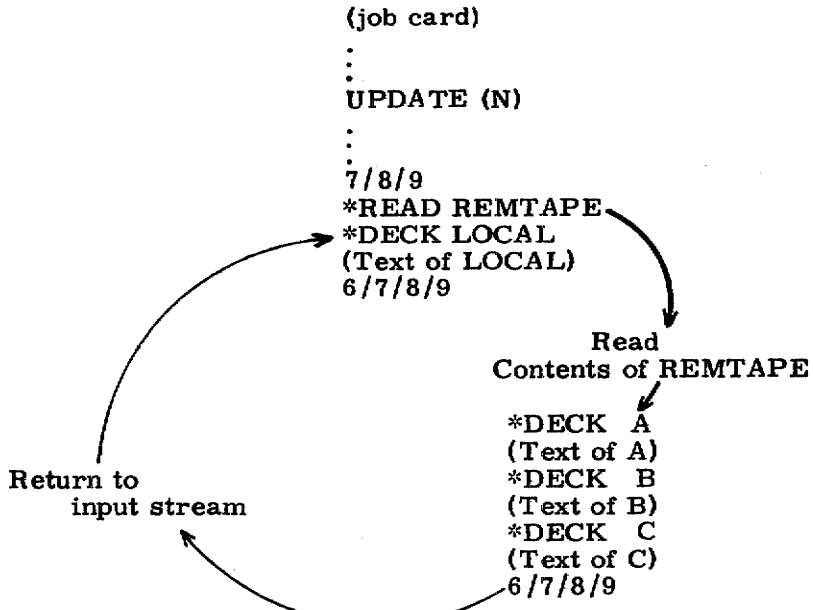 (job card)
.
.
.
UPDATE (N)
.
.
.
7/8/9
*READ REMTAPE
*DECK LOCAL
(Text of LOCAL)
6/7/8/9
Read
Contents of REMTAPE
*DECK A
(Text of A)
*DECK B
(Text of B)
*DECK C
(Text of C)
6/7/8/9
Return to
input stream